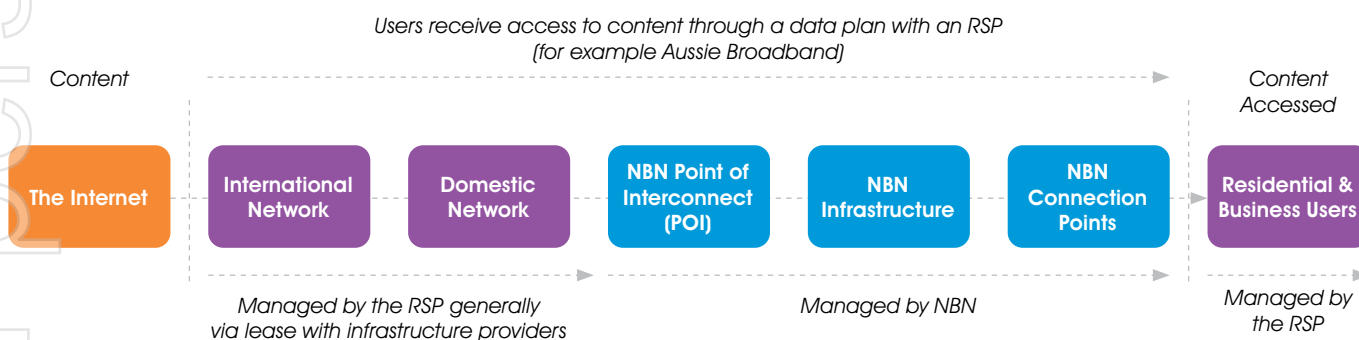 Users receive access to content through a data plan with an RSP
(for example Aussie Broadband)
Content
Content
Accessed
The Internet
International
Network
Domestic
Network
NBN Point of
Interconnect
(POI)
NBN
Infrastructure
NBN
Connection
Points
Residential &
Business Users
Managed by the RSP generally
via lease with infrastructure providers
Managed by NBN
Managed by
the RSP